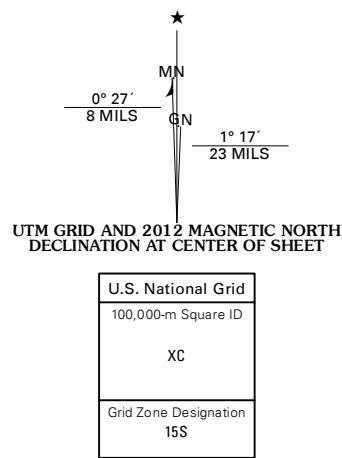 ★
MN
0° 27´
8 MILS
GN
1° 17´
23 MILS
UTM GRID AND 2012 MAGNETIC NORTH
DECLINATION AT CENTER OF SHEET
U.S. National Grid
100,000-m Square ID
XC
Grid Zone Designation
15S